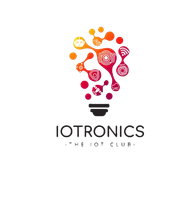 IOTRONICS
-THE IOT CLUB-